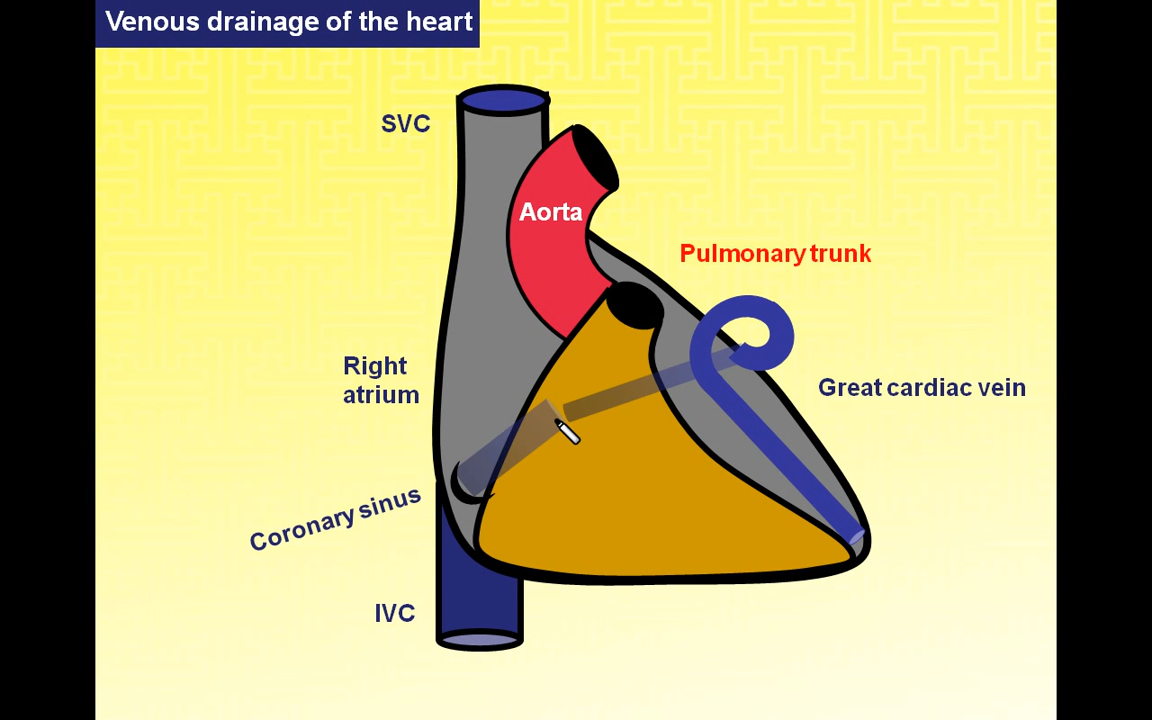 Venous drainage of the heart
SVC
Aorta
Pulmonary trunk
Right
atrium
Great cardiac vein
Coronary sinus
IVC